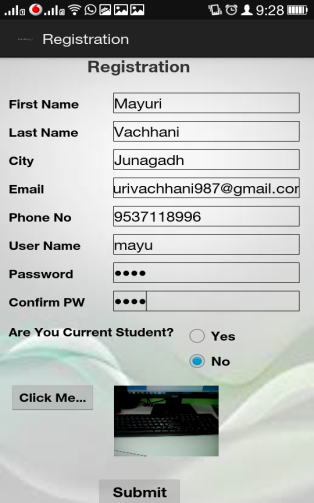 9:28
Registration
Registration
First Name Mayuri
Last Name Vachhani
City Junagadh
Email urivachhani987@gmail.cor
Phone No 9537118996
User Name mayu
Password ••••
Confirm PW ••••
Are You Current Student? Yes
No
Click Me...
Submit